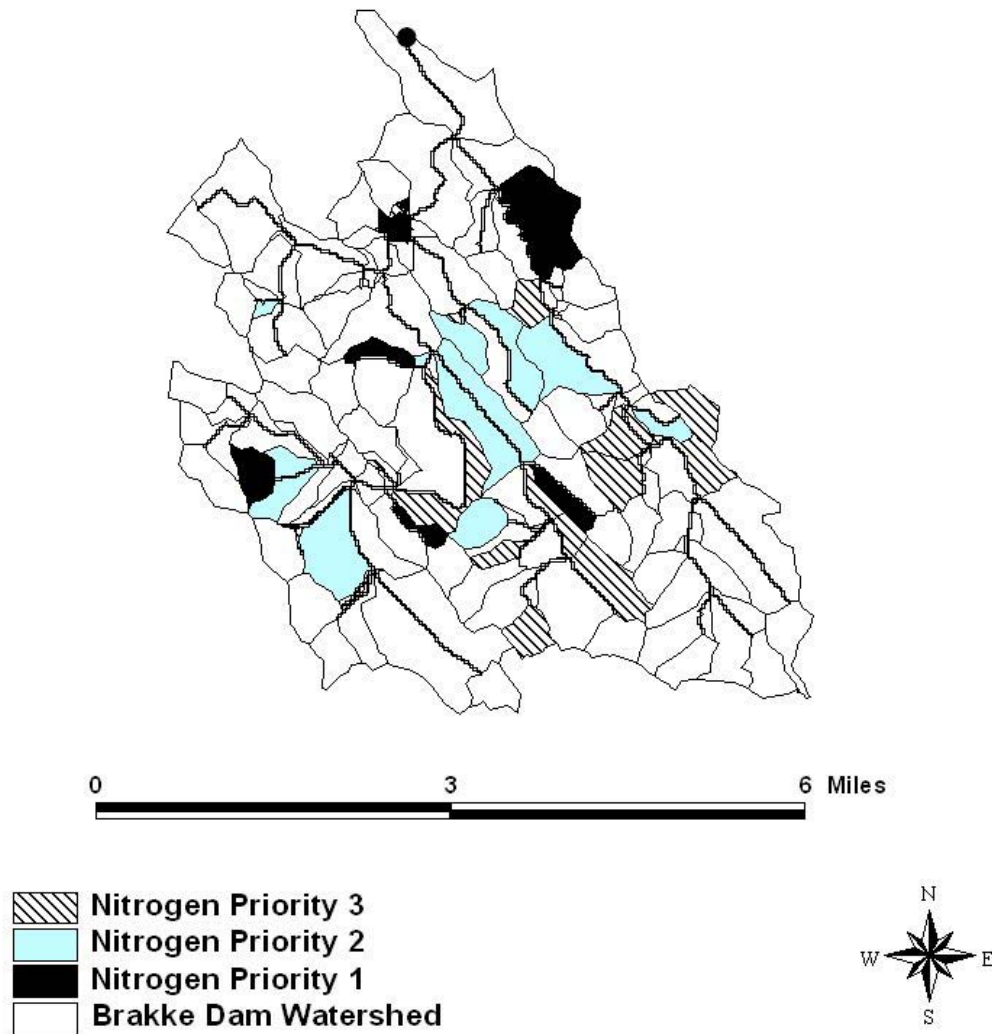 0 3 6 Miles
Nitrogen Priority 3
Nitrogen Priority 2
Nitrogen Priority 1
Brakke Dam Watershed
N
W E
S